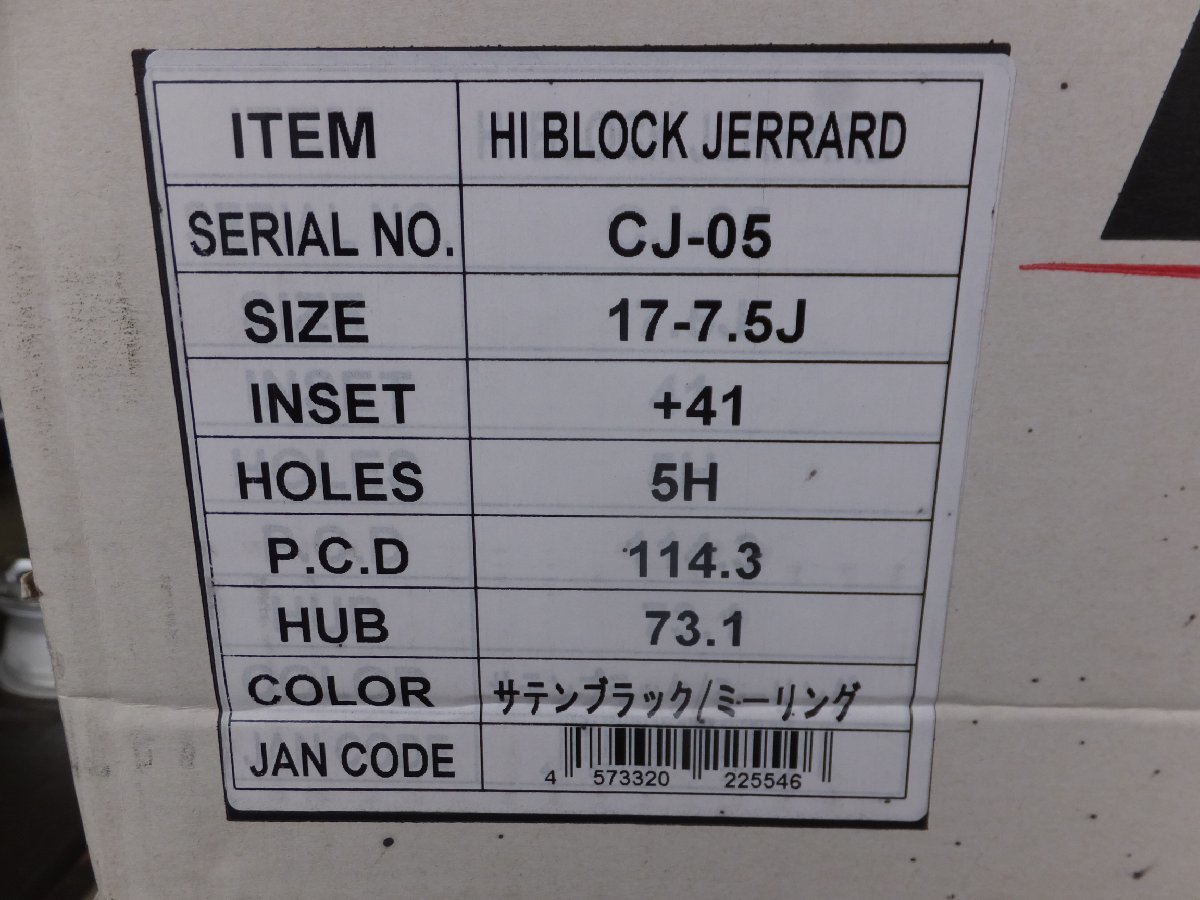 ITEM HI BLOCK JERRARD
SERIAL NO. CJ-05
SIZE 17-7.5J
INSET +41
HOLES 5H
P.C.D 114.3
HUB 73.1
COLOR サテンブラック/ミーリング
JAN CODE 4 573320 225546